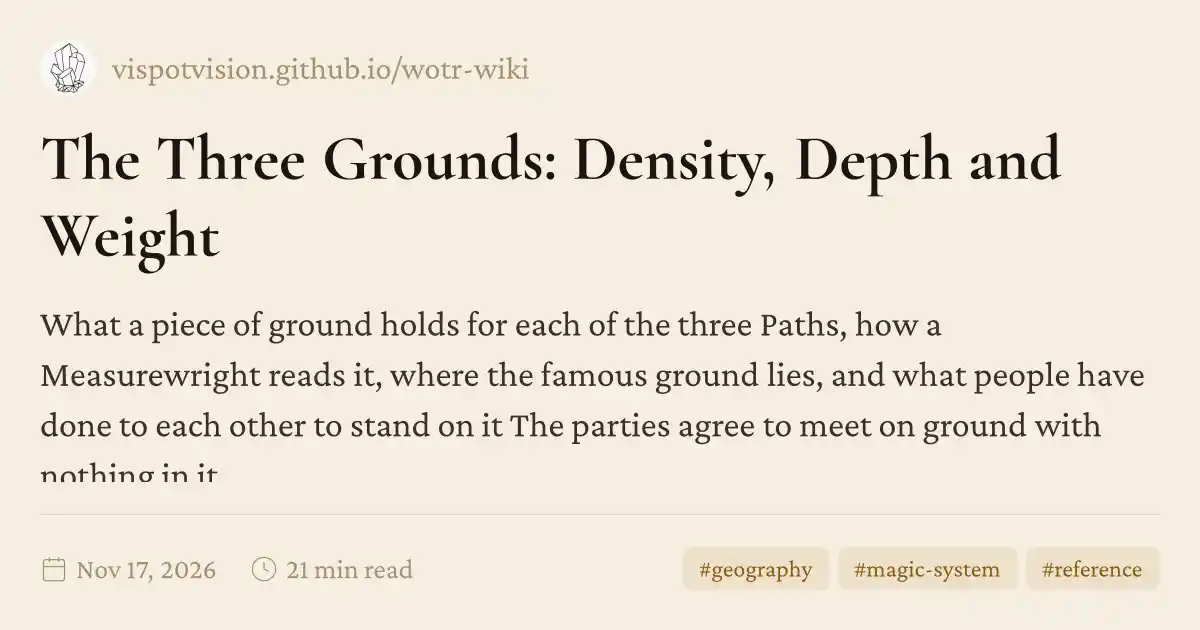 vispotvision.github.io/wotr-wiki
The Three Grounds: Density, Depth and
Weight
What a piece of ground holds for each of the three Paths, how a
Measurewright reads it, where the famous ground lies, and what people have
done to each other to stand on it The parties agree to meet on ground with
nothing in it
Nov 17, 2026
21 min read
#geography
#magic-system
#reference